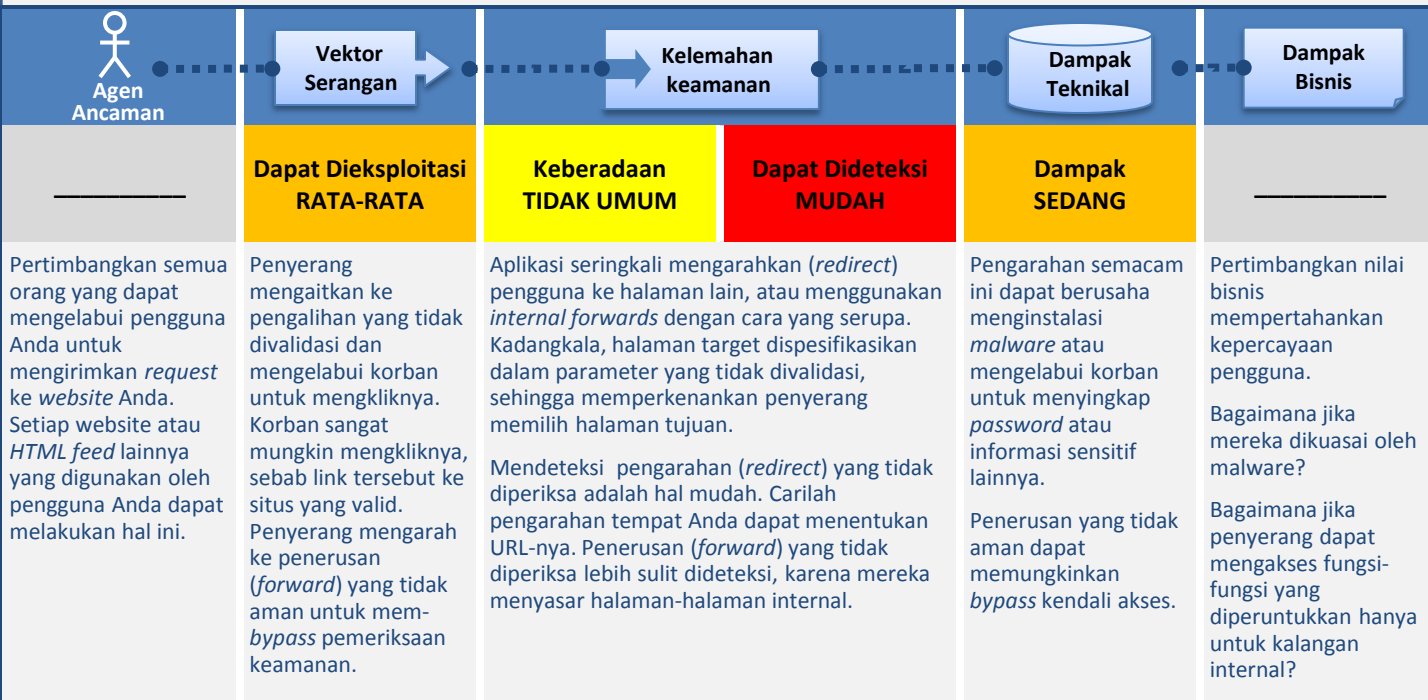 Agen
Ancaman
Vektor
Serangan
Kelemahan
keamanan
Dampak
Teknikal
Dampak
Bisnis
__________
Dapat Dieksploitasi
RATA-RATA
Keberadaan
TIDAK UMUM
Dapat Dideteksi
MUDAH
Dampak
SEDANG
__________
Pertimbangkan semua
orang yang dapat
mengelabui pengguna
Anda untuk
mengirimkan request
ke website Anda.
Setiap website atau
HTML feed lainnya
yang digunakan oleh
pengguna Anda dapat
melakukan hal ini.
Penyerang
mengaitkan ke
pengalihan yang tidak
divalidasi dan
mengelabui korban
untuk mengkliknya.
Korban sangat
mungkin mengkliknya,
sebab link tersebut ke
situs yang valid.
Penyerang mengarah
ke penerusan
(forward) yang tidak
aman untuk mem-
bypass pemeriksaan
keamanan.
Aplikasi seringkali mengarahkan (redirect)
pengguna ke halaman lain, atau menggunakan
internal forwards dengan cara yang serupa.
Kadangkala, halaman target dispesifikasikan
dalam parameter yang tidak divalidasi,
sehingga memperkenankan penyerang
memilih halaman tujuan.
Mendeteksi pengarahan (redirect) yang tidak
diperiksa adalah hal mudah. Carilah
pengarahan tempat Anda dapat menentukan
URL-nya. Penerusan (forward) yang tidak
diperiksa lebih sulit dideteksi, karena mereka
menyasar halaman-halaman internal.
Pengarahan semacam
ini dapat berusaha
menginstalasi
malware atau
mengelabui korban
untuk menyingkap
password atau
informasi sensitif
lainnya.
Penerusan yang tidak
aman dapat
memungkinkan
bypass kendali akses.
Pertimbangkan nilai
bisnis
mempertahankan
kepercayaan
pengguna.
Bagaimana jika
mereka dikuasai oleh
malware?
Bagaimana jika
penyerang dapat
mengakses fungsi-
fungsi yang
diperuntukkan hanya
untuk kalangan
internal?